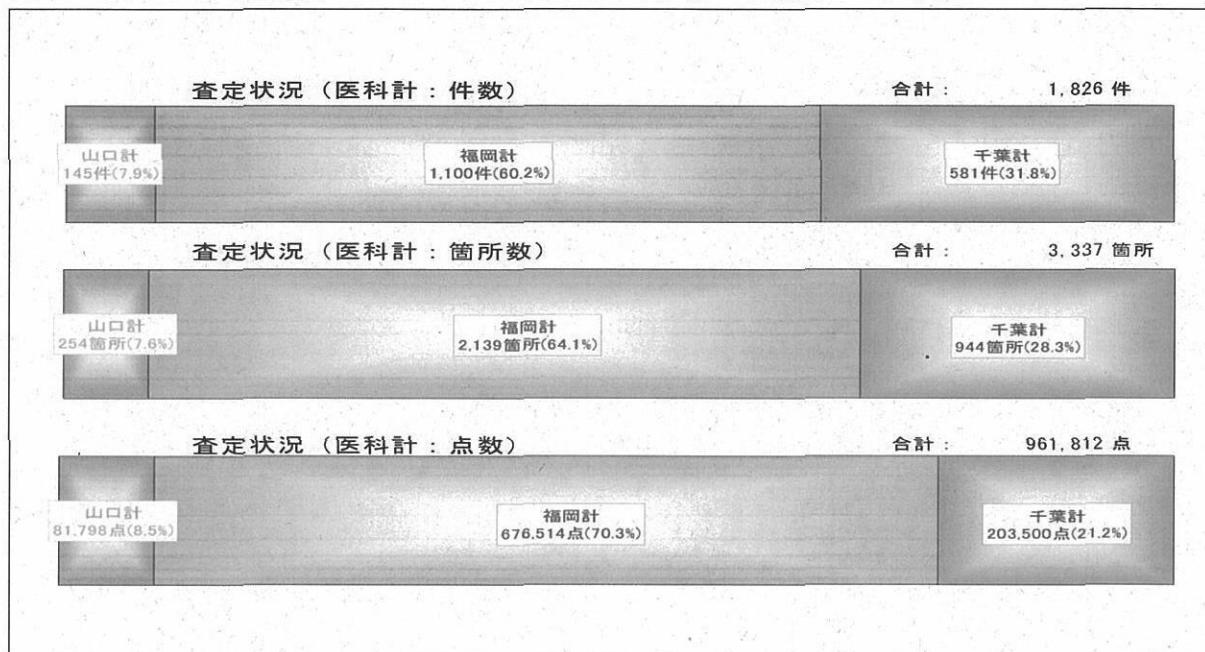 査定状況（医科計：件数）
合計： 1,826 件
山口計
145件(7.9%)
福岡計
1,100件(60.2%)
千葉計
581件(31.8%)
査定状況（医科計：箇所数）
合計： 3,337 箇所
山口計
254箇所(7.6%)
福岡計
2,139箇所(64.1%)
千葉計
944箇所(28.3%)
査定状況（医科計：点数）
合計： 961,812 点
山口計
81,798点(8.5%)
福岡計
676,514点(70.3%)
千葉計
203,500点(21.2%)